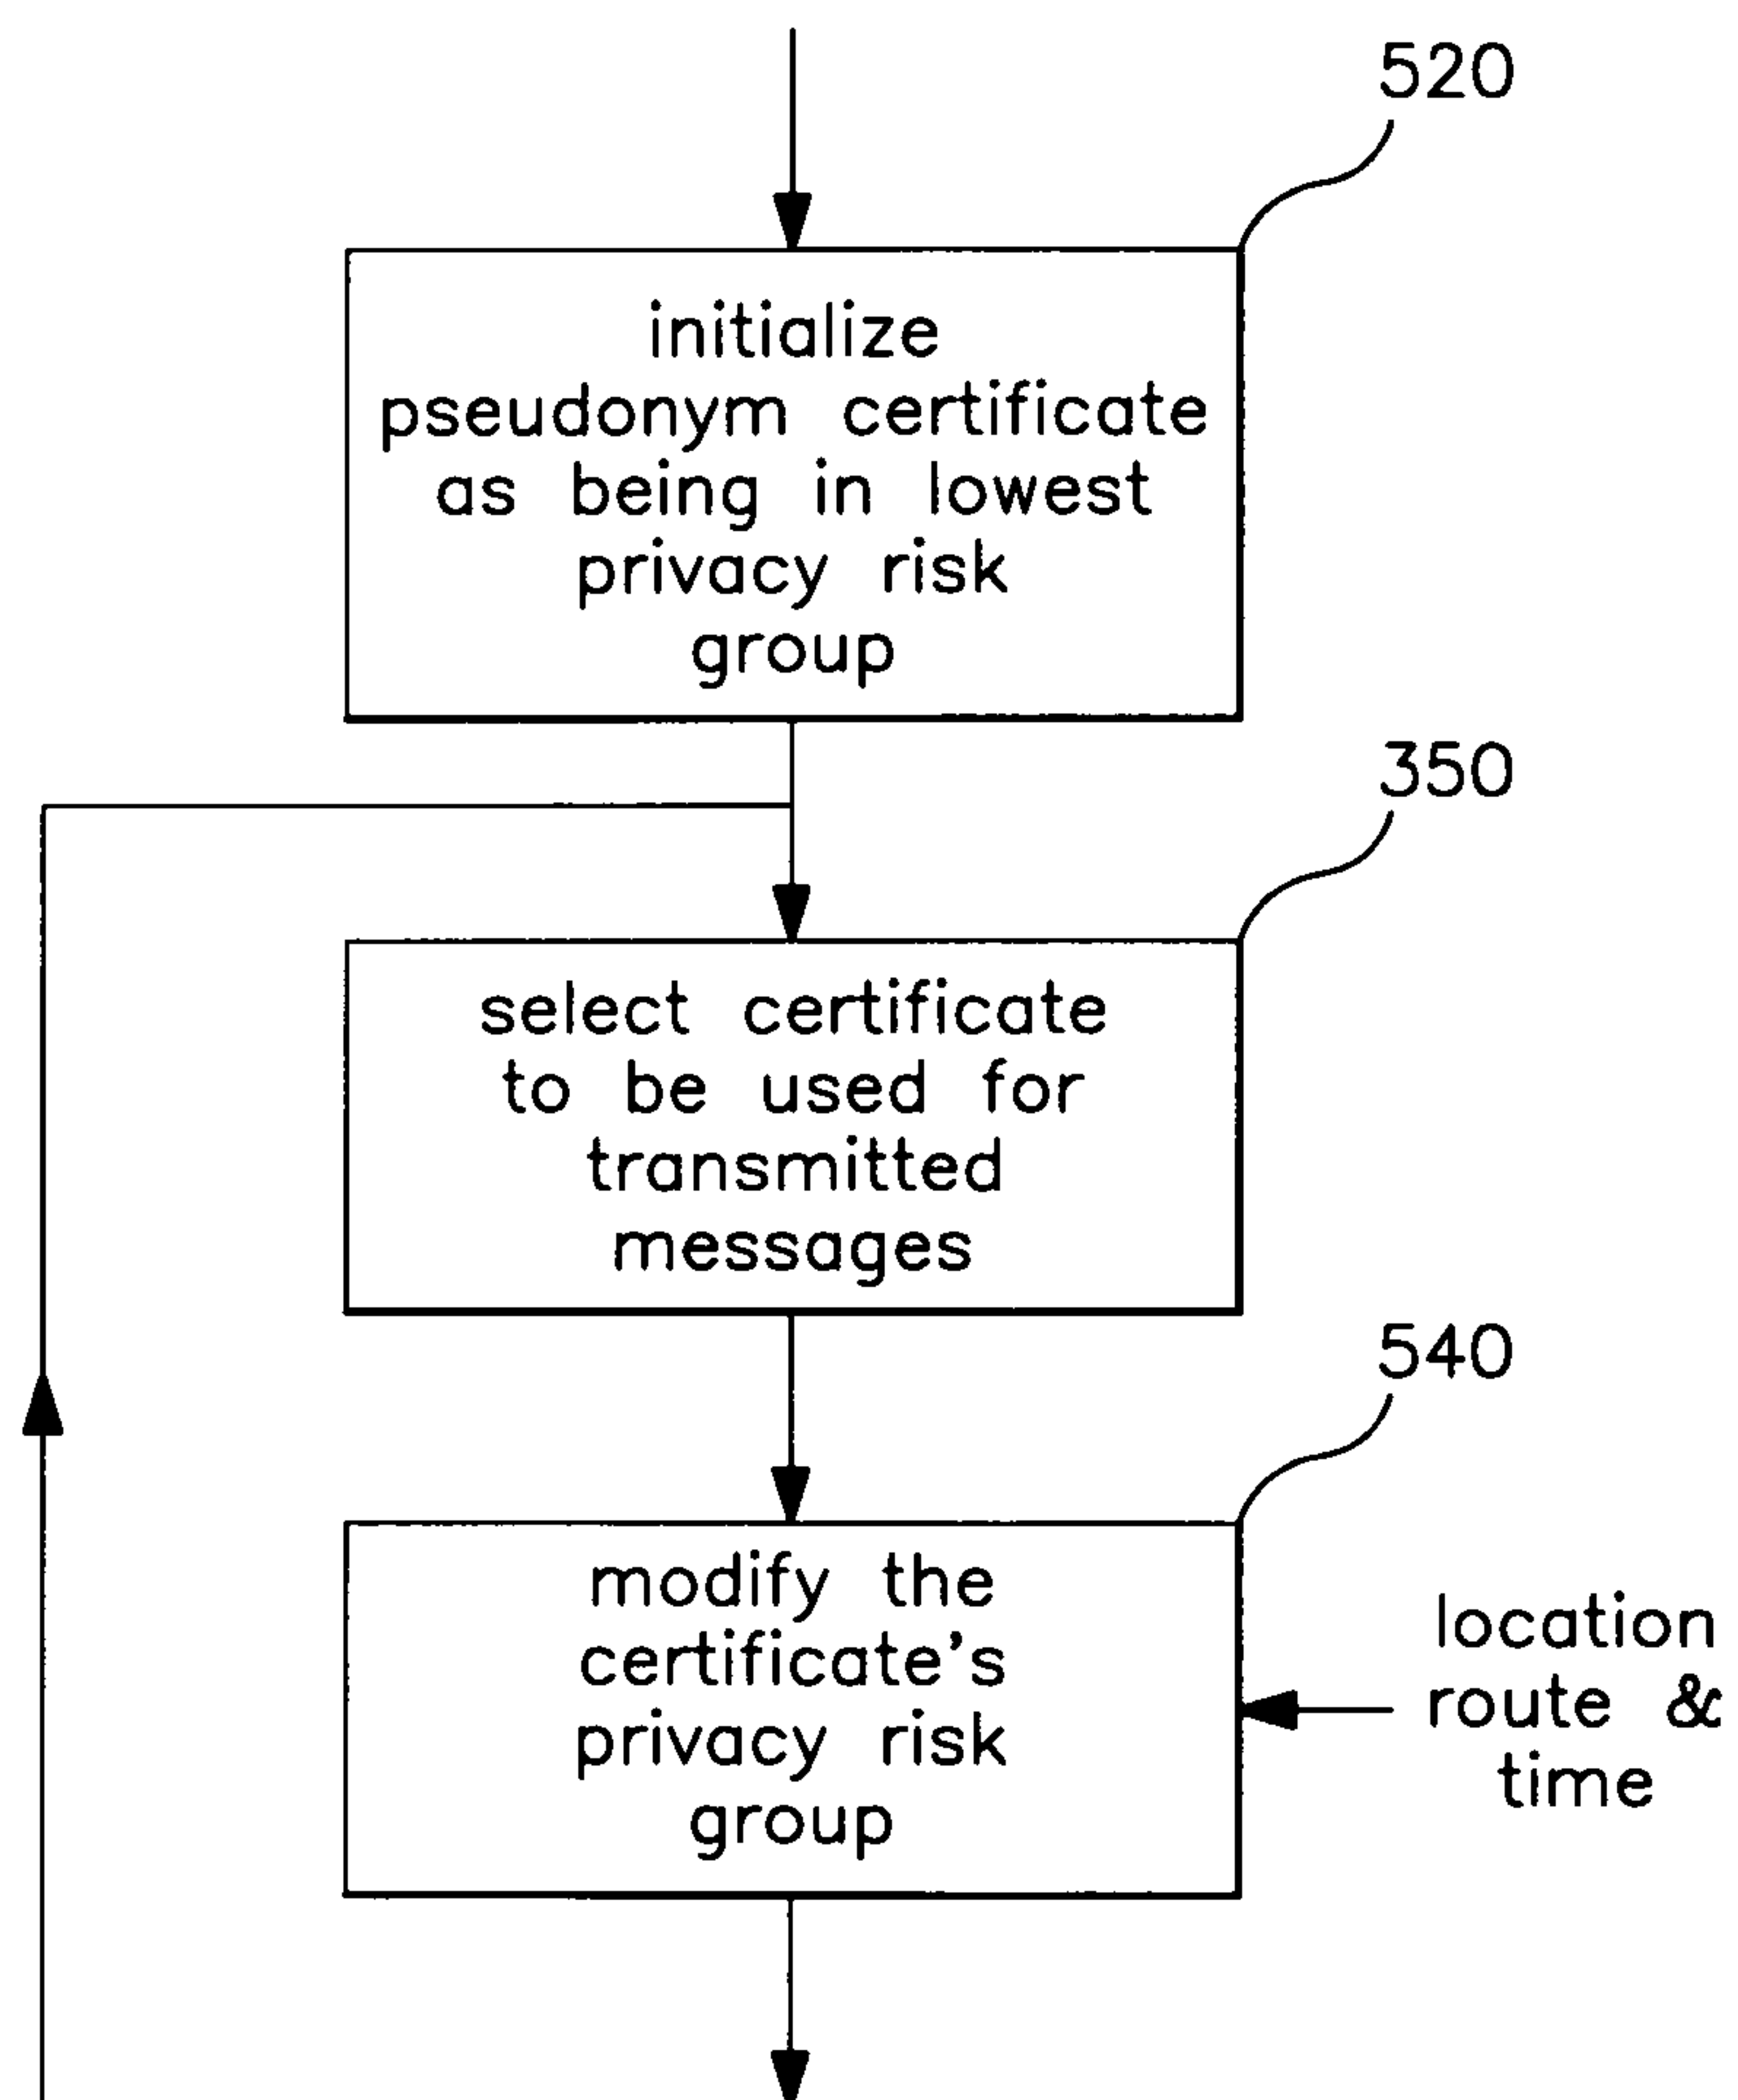 520
initialize
pseudonym certificate
as being in lowest
privacy risk
group
350
select certificate
to be used for
transmitted
messages
540
modify the
certificate's
privacy risk
group
location
route &
time